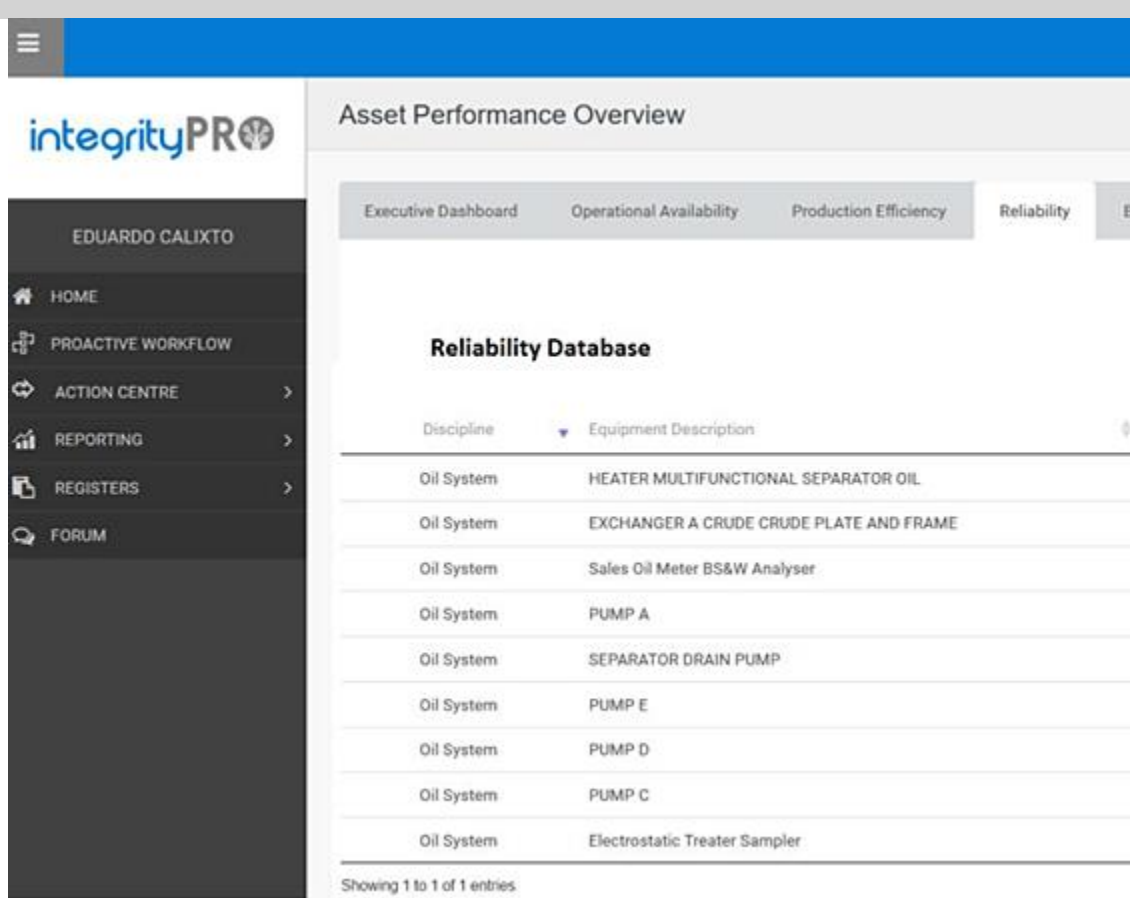 integrityPRO
EDUARDO CALIXTO
HOME
PROACTIVE WORKFLOW
ACTION CENTRE
REPORTING
REGISTERS
FORUM
Asset Performance Overview
Executive Dashboard Operational Availability Production Efficiency Reliability
Reliability Database
Discipline Equipment Description
Oil System HEATER MULTIFUNCTIONAL SEPARATOR OIL
Oil System EXCHANGER A CRUDE CRUDE PLATE AND FRAME
Oil System Sales Oil Meter BS&W Analyser
Oil System PUMP A
Oil System SEPARATOR DRAIN PUMP
Oil System PUMP E
Oil System PUMP D
Oil System PUMP C
Oil System Electrostatic Treater Sampler
Showing 1 to 1 of 1 entries